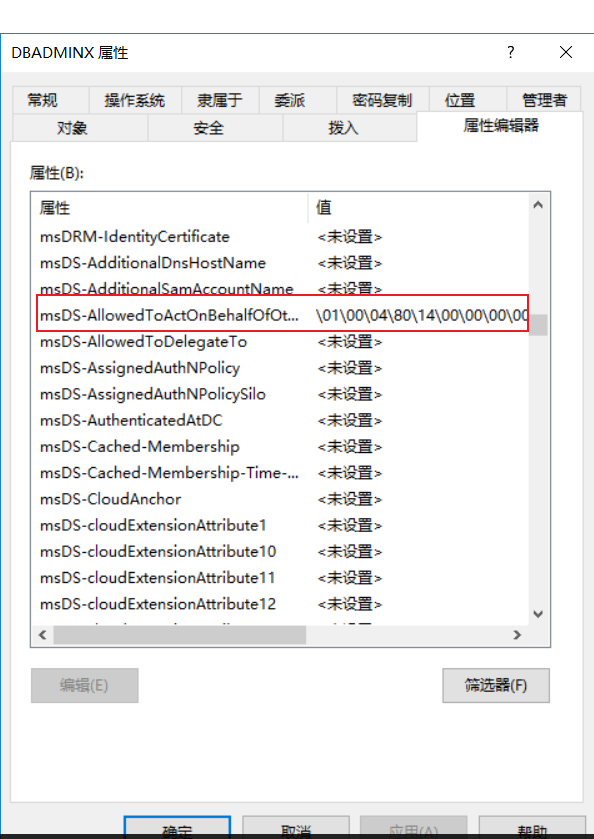 DBADMINX 属性
?
常规 操作系统 隶属于 委派 密码复制 位置 管理者
对象 安全 拨入 属性编辑器
属性(B):
属性 值
msDRM-IdentityCertificate <未设置>
msDS-AdditionalDnsHostName <未设置>
msDS-AdditionalSamAccountName <未设置>
msDS-AllowedToActOnBehalfOfOt... \01\00\04\80\14\00\00\00\00
msDS-AllowedToDelegateTo <未设置>
msDS-AssignedAuthNPolicy <未设置>
msDS-AssignedAuthNPolicySilo <未设置>
msDS-AuthenticatedAtDC <未设置>
msDS-Cached-Membership <未设置>
msDS-Cached-Membership-Time-... <未设置>
msDS-CloudAnchor <未设置>
msDS-cloudExtensionAttribute1 <未设置>
msDS-cloudExtensionAttribute10 <未设置>
msDS-cloudExtensionAttribute11 <未设置>
msDS-cloudExtensionAttribute12 <未设置>
编辑(E) 筛选器(F)
确定 取消 应用(A) 帮助